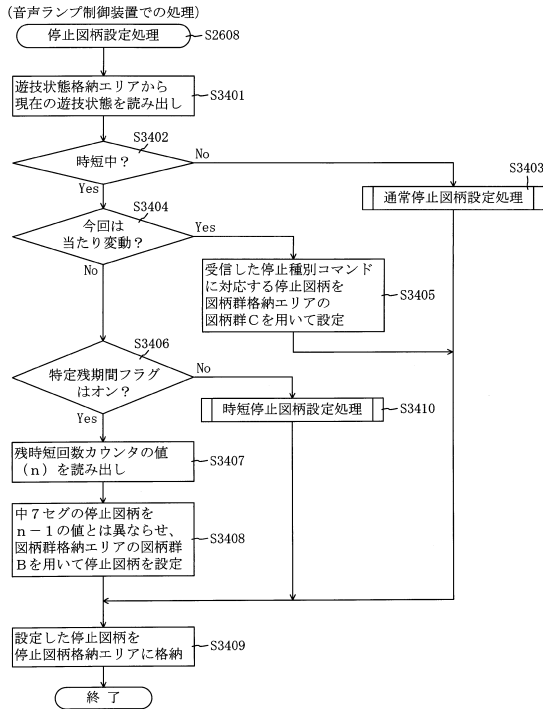 (音声ランプ制御装置での処理)
停止図柄設定処理
S2608
遊技状態格納エリアから
現在の遊技状態を読み出し
S3401
S3402
時短中?
No
Yes
S3403
通常停止図柄設定処理
S3404
今回は
当たり変動?
Yes
No
受信した停止種別コマンド
に対応する停止図柄を
図柄群格納エリアの
図柄群Cを用いて設定
S3405
S3406
特定残期間フラグ
はオン?
No
Yes
時短停止図柄設定処理
S3410
残時短回数カウンタの値
(n)を読み出し
S3407
中7セグの停止図柄を
n-1の値とは異ならせ、
図柄群格納エリアの図柄群
Bを用いて停止図柄を設定
S3408
設定した停止図柄を
停止図柄格納エリアに格納
S3409
終了